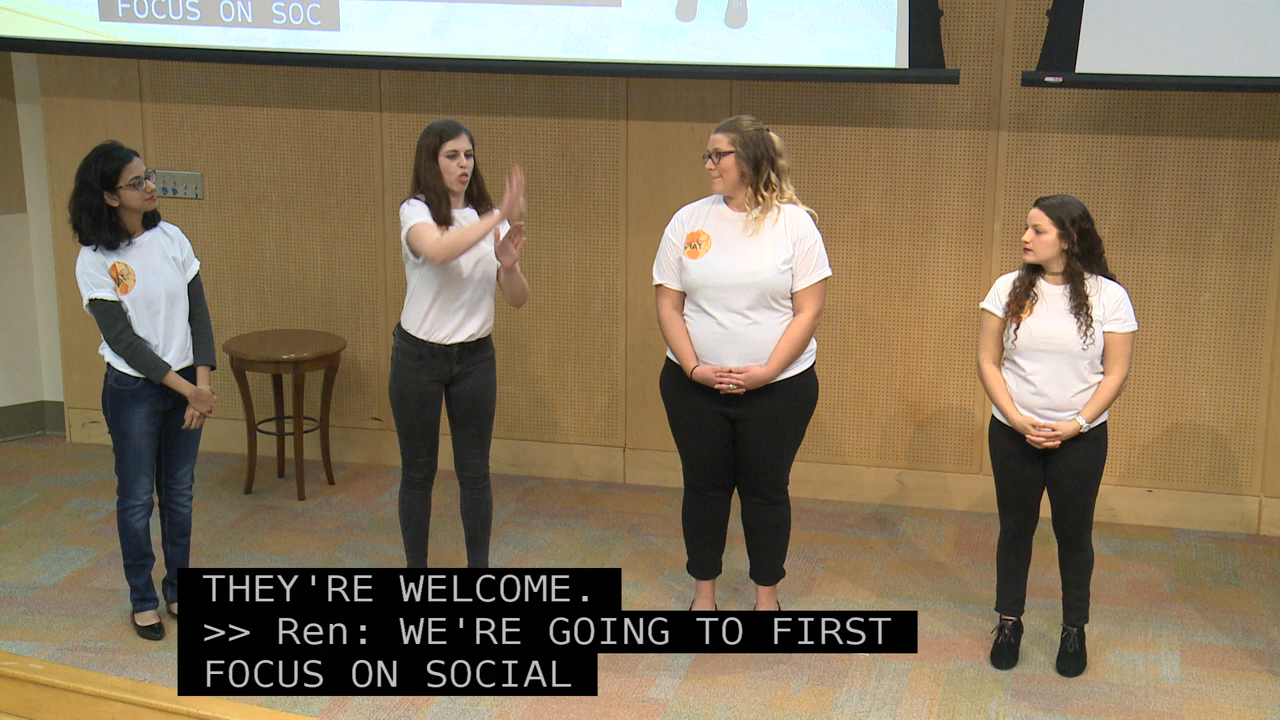 FOCUS ON SOC
THEY'RE WELCOME.
>> Ren: WE'RE GOING TO FIRST
FOCUS ON SOCIAL